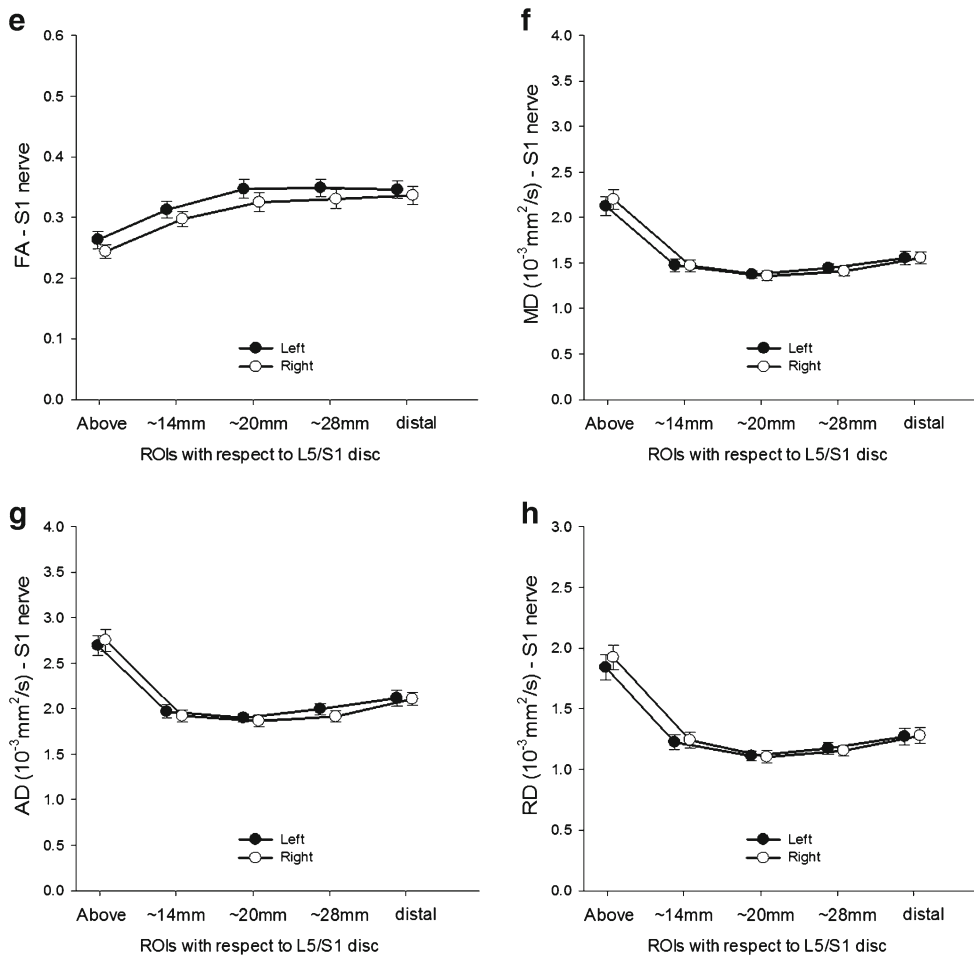 e
0.6
0.5
0.4
0.3
0.2
0.1
0.0
FA - S1 nerve
Left
Right
Above ~14mm ~20mm ~28mm distal
ROIs with respect to L5/S1 disc
f
4.0
3.5
3.0
2.5
2.0
1.5
1.0
0.5
0.0
MD (10⁻³mm²/s) - S1 nerve
Left
Right
Above ~14mm ~20mm ~28mm distal
ROIs with respect to L5/S1 disc
g
4.0
3.5
3.0
2.5
2.0
1.5
1.0
0.5
0.0
AD (10⁻³mm²/s) - S1 nerve
Left
Right
Above ~14mm ~20mm ~28mm distal
ROIs with respect to L5/S1 disc
h
3.0
2.5
2.0
1.5
1.0
0.5
0.0
RD (10⁻³mm²/s) - S1 nerve
Left
Right
Above ~14mm ~20mm ~28mm distal
ROIs with respect to L5/S1 disc